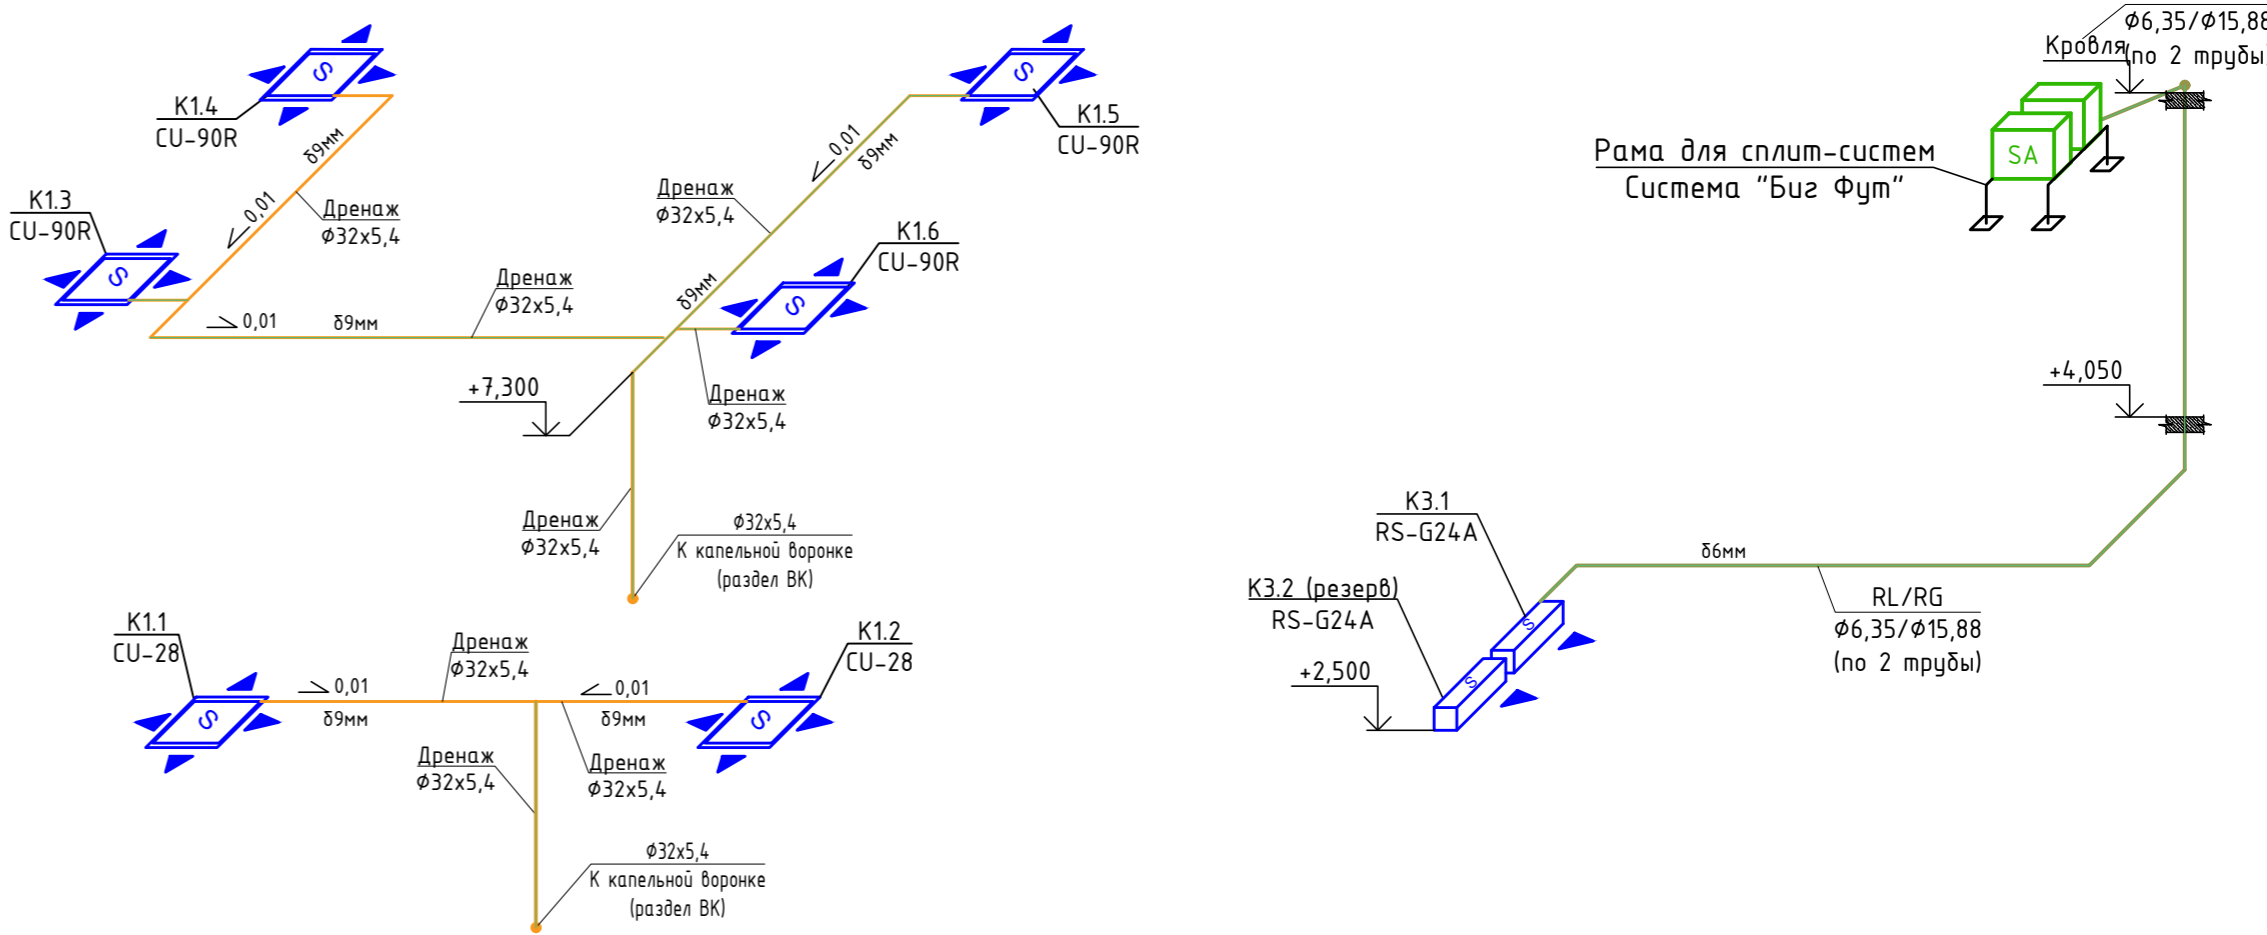 К1.4
CU-90R
δ9мм
0,01
Дренаж
Ф32х5,4
К1.3
CU-90R
0,01
δ9мм
Дренаж
Ф32х5,4
К1.5
CU-90R
0,01
δ9мм
Дренаж
Ф32х5,4
К1.6
CU-90R
δ9мм
Дренаж
Ф32х5,4
+7,300
Дренаж
Ф32х5,4
Ф32х5,4
К капельной воронке
(раздел ВК)
К1.1
CU-28
0,01
δ9мм
Дренаж
Ф32х5,4
К1.2
CU-28
0,01
δ9мм
Дренаж
Ф32х5,4
Дренаж
Ф32х5,4
Ф32х5,4
К капельной воронке
(раздел ВК)
S
S
S
S
S
S
Ф6,35/Ф15,88
(по 2 трубы)
Кровля
Рама для сплит-систем
Система "Биг Фут"
SA
+4,050
К3.1
RS-G24A
К3.2 (резерв)
RS-G24A
S
S
+2,500
δ6мм
RL/RG
Ф6,35/Ф15,88
(по 2 трубы)